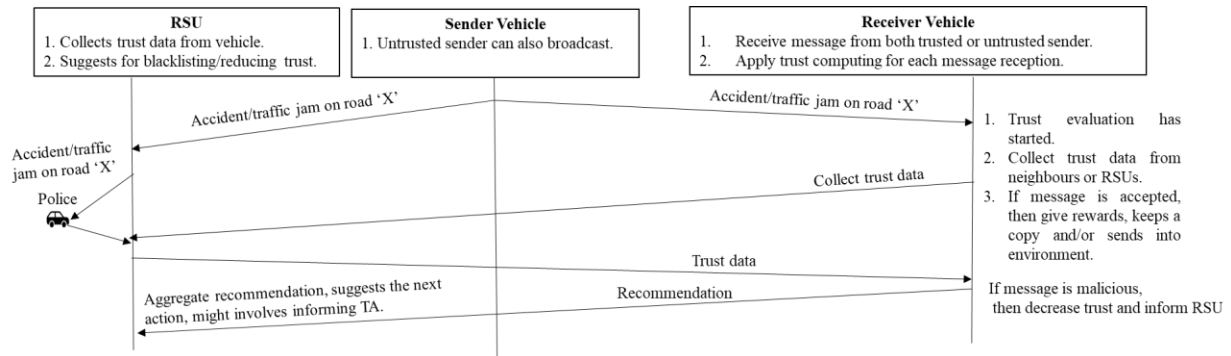 RSU
1. Collects trust data from vehicle.
2. Suggests for blacklisting/reducing trust.
Sender Vehicle
1. Untrusted sender can also broadcast.
Receiver Vehicle
1. Receive message from both trusted or untrusted sender.
2. Apply trust computing for each message reception.
Accident/traffic jam on road ‘X’
Accident/traffic jam on road ‘X’
Accident/traffic
jam on road ‘X’
Police
1. Trust evaluation has
started.
2. Collect trust data from
neighbours or RSUs.
3. If message is accepted,
then give rewards, keeps a
copy and/or sends into
environment.
Collect trust data
Trust data
Aggregate recommendation, suggests the next
action, might involves informing TA.
Recommendation
If message is malicious,
then decrease trust and inform RSU